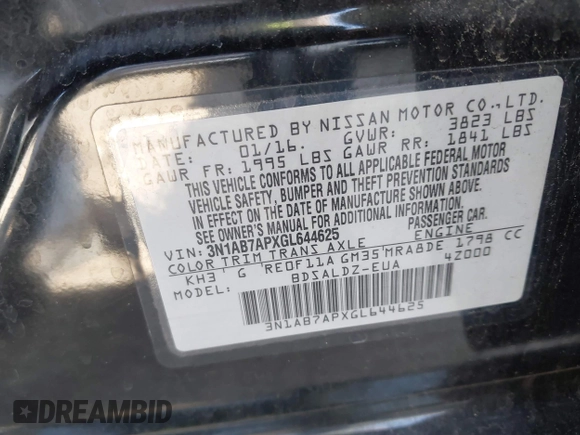 MANUFACTURED BY NISSAN MOTOR CO.,LTD.
DATE: 01/16. GVWR: 3823 LBS
GAWR FR: 1995 LBS GAWR RR: 1841 LBS
THIS VEHICLE CONFORMS TO ALL APPLICABLE FEDERAL MOTOR
VEHICLE SAFETY, BUMPER AND THEFT PREVENTION STANDARDS
IN EFFECT ON THE DATE OF MANUFACTURE SHOWN ABOVE.
SEE OWNER'S MANUAL FOR ADDITIONAL INFORMATION.
VIN: 3N1AB7APXGL644625 PASSENGER CAR.
COLOR TRIM TRANS AXLE ENGINE
KH3 G RE0F11A GM35 MRA8DE 1798 CC
MODEL: BDSALDZ-EUA 4Z000
3N1AB7APXGL644625
DREAMBID